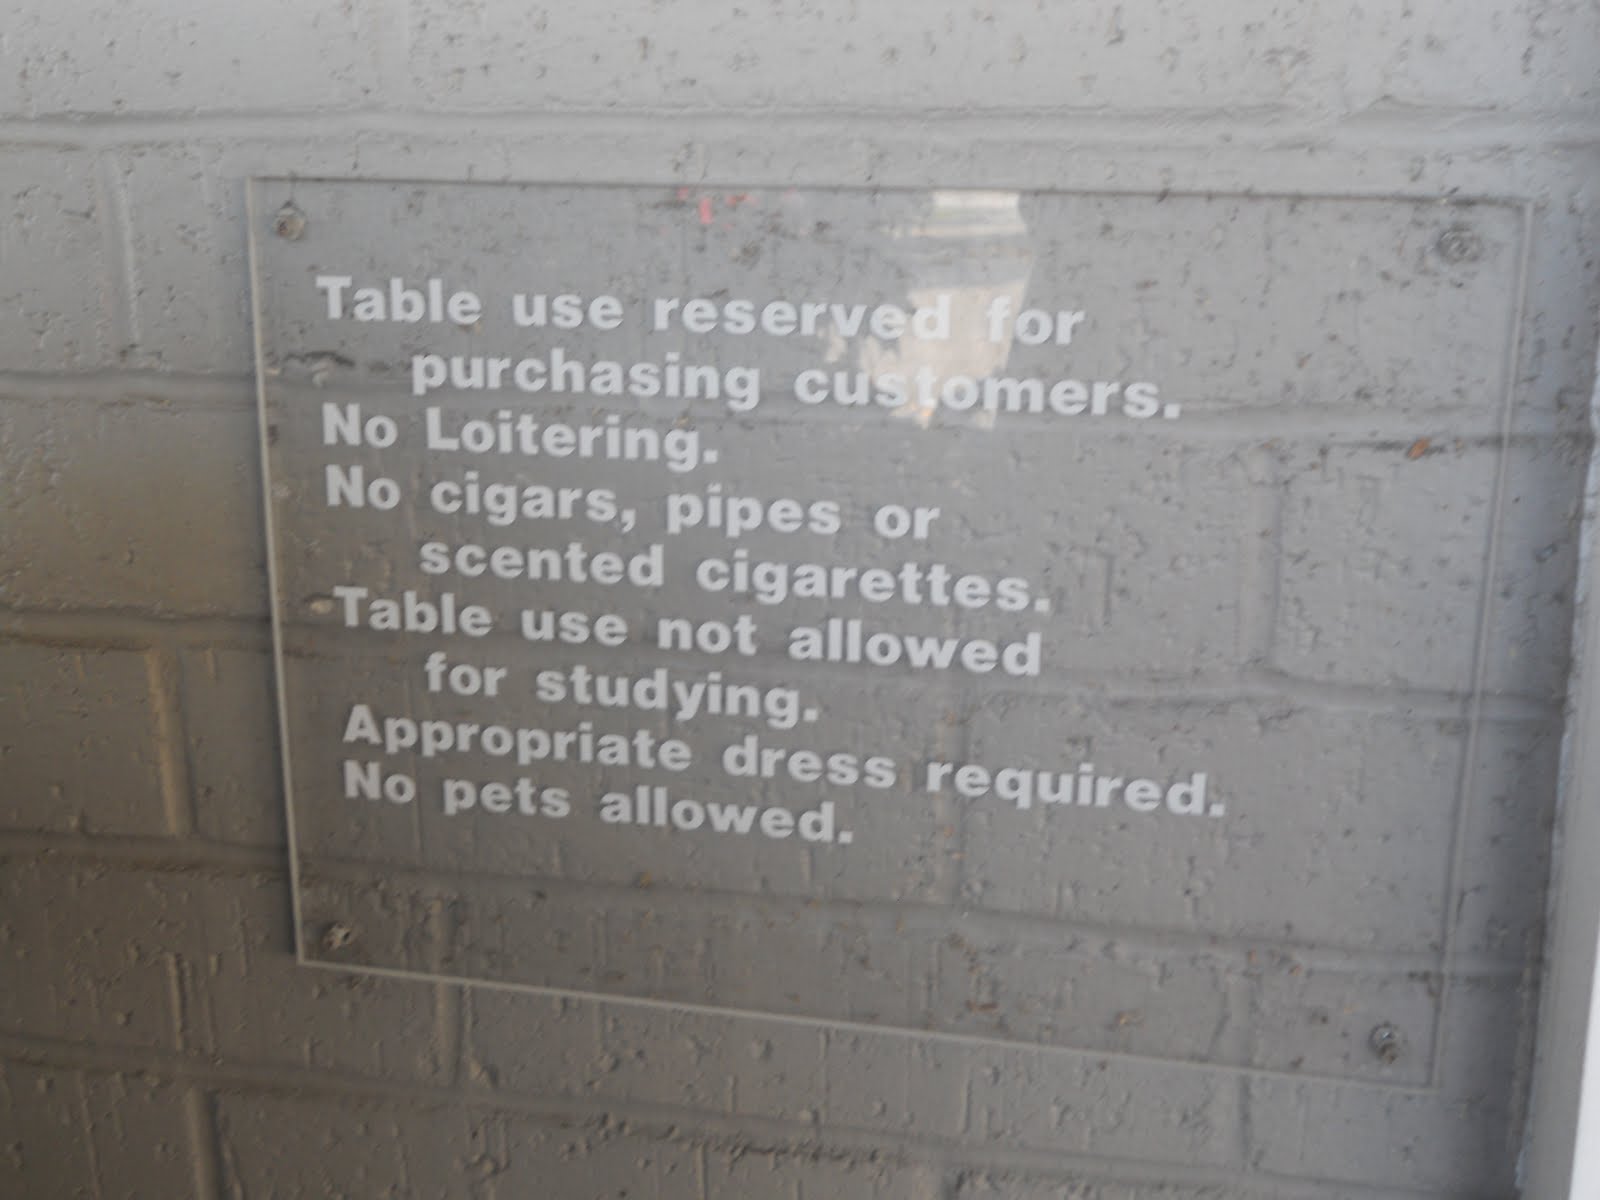 Table use reserved for
purchasing customers.
No Loitering.
No cigars, pipes or
scented cigarettes.
Table use not allowed
for studying.
Appropriate dress required.
No pets allowed.